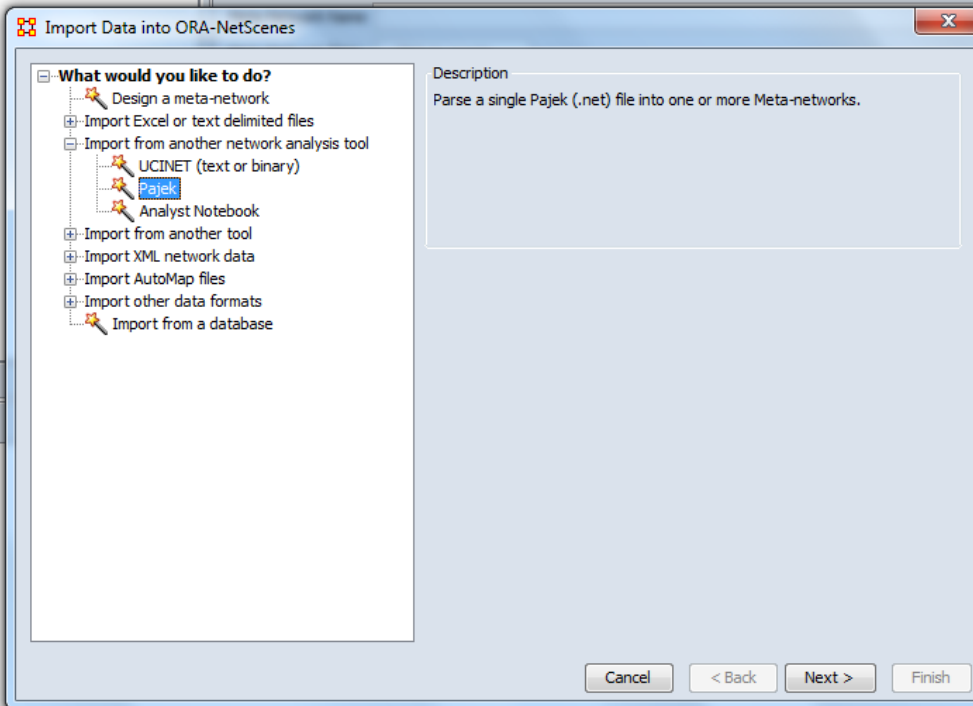 Import Data into ORA-NetScenes
What would you like to do?
Design a meta-network
Import Excel or text delimited files
Import from another network analysis tool
UCINET (text or binary)
Pajek
Analyst Notebook
Import from another tool
Import XML network data
Import AutoMap files
Import other data formats
Import from a database
Description
Parse a single Pajek (.net) file into one or more Meta-networks.
Cancel
< Back
Next >
Finish